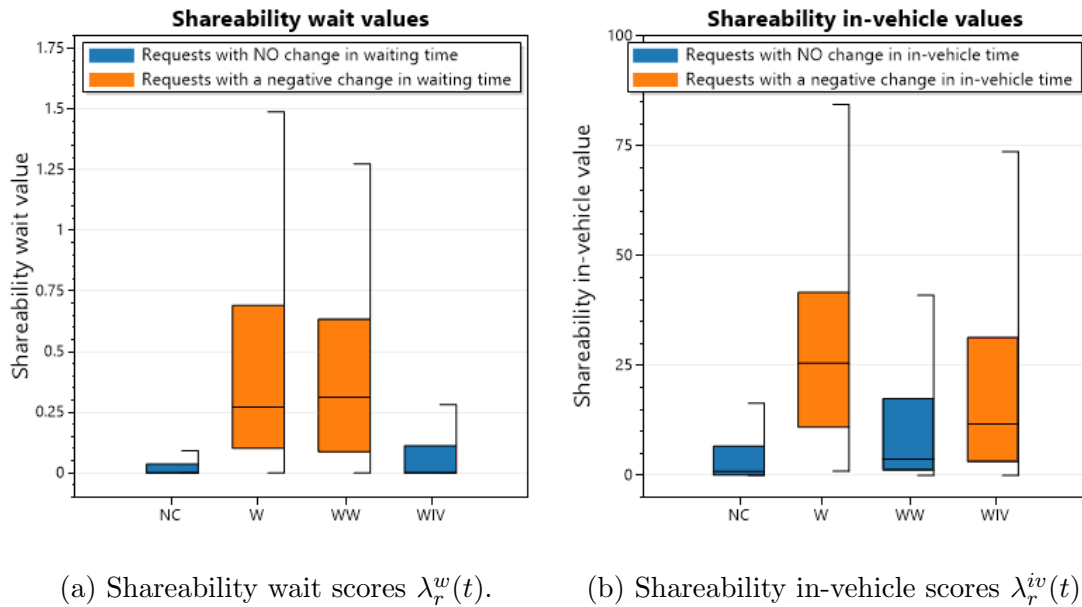 Shareability wait values
Requests with NO change in waiting time
Requests with a negative change in waiting time
Shareability wait value
1.75
1.5
1.25
1
0.75
0.5
0.25
0
NC W WW WIV
(a) Shareability wait scores λ_r^w(t).
Shareability in-vehicle values
Requests with NO change in in-vehicle time
Requests with a negative change in in-vehicle time
Shareability in-vehicle value
100
75
50
25
0
NC W WW WIV
(b) Shareability in-vehicle scores λ_r^{iv}(t)